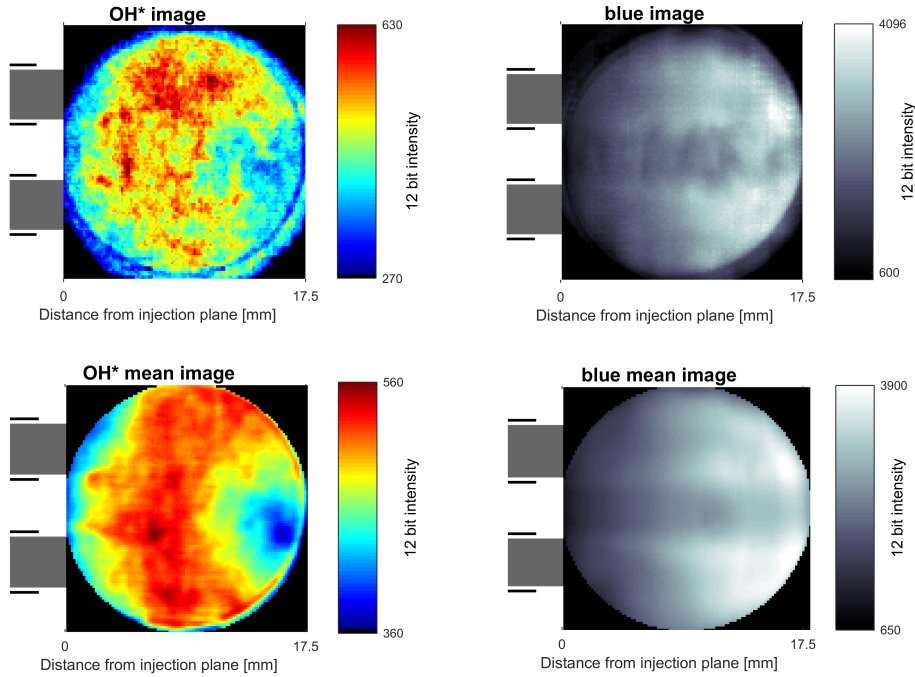 OH* image
630
12 bit intensity
270
0
17.5
Distance from injection plane [mm]
blue image
4096
12 bit intensity
600
0
17.5
Distance from injection plane [mm]
OH* mean image
560
12 bit intensity
360
0
17.5
Distance from injection plane [mm]
blue mean image
3900
12 bit intensity
650
0
17.5
Distance from injection plane [mm]